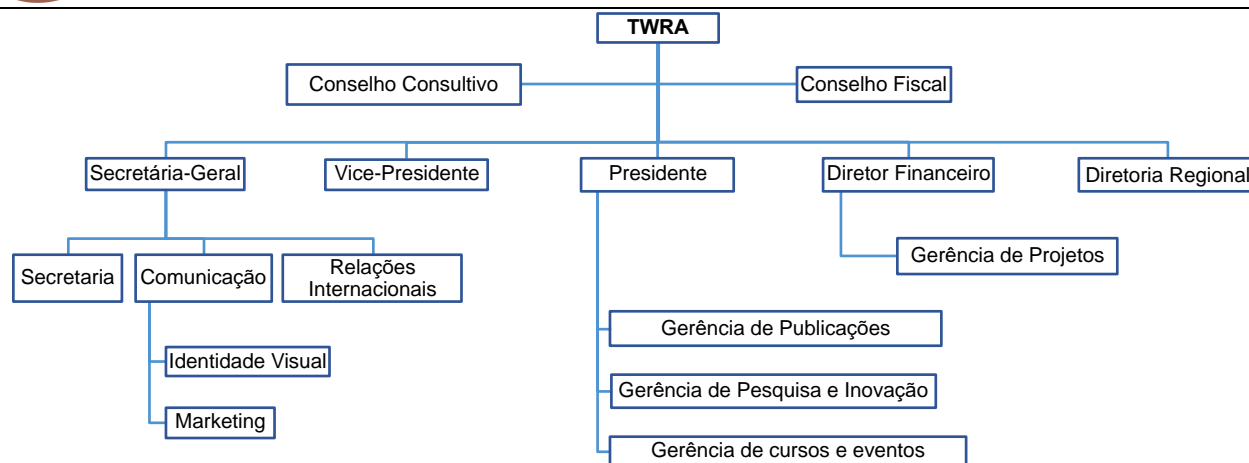 TWRA
Conselho Consultivo
Conselho Fiscal
Secretária-Geral
Vice-Presidente
Presidente
Diretor Financeiro
Diretoria Regional
Secretaria
Comunicação
Relações
Internacionais
Gerência de Projetos
Identidade Visual
Marketing
Gerência de Publicações
Gerência de Pesquisa e Inovação
Gerência de cursos e eventos